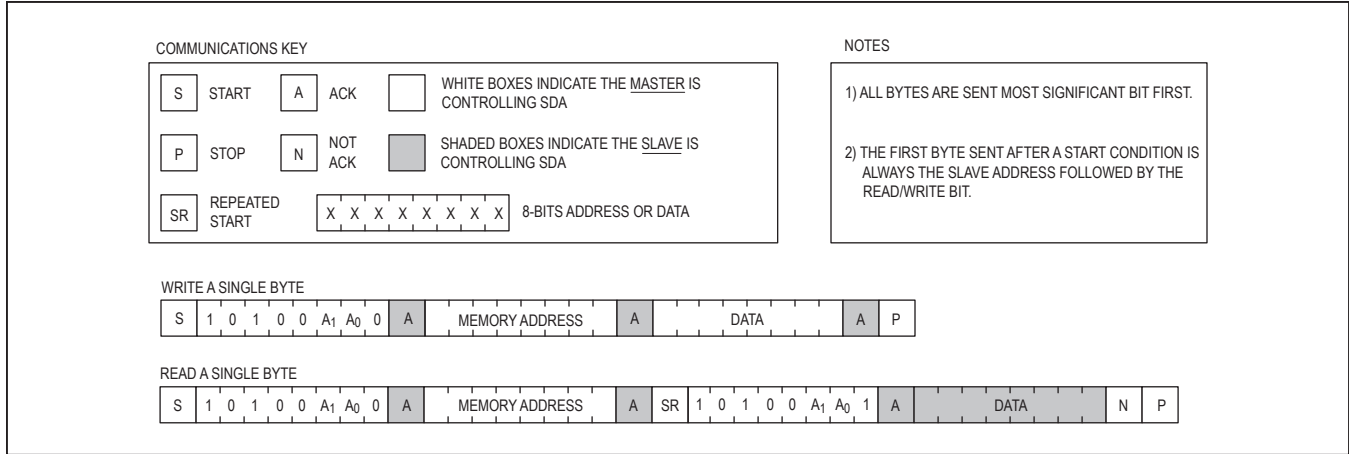 COMMUNICATIONS KEY
S START A ACK WHITE BOXES INDICATE THE MASTER IS
CONTROLLING SDA
P STOP N NOT
ACK
SHADED BOXES INDICATE THE SLAVE IS
CONTROLLING SDA
SR REPEATED
START
X X X X X X X X 8-BITS ADDRESS OR DATA
NOTES
1) ALL BYTES ARE SENT MOST SIGNIFICANT BIT FIRST.
2) THE FIRST BYTE SENT AFTER A START CONDITION IS
ALWAYS THE SLAVE ADDRESS FOLLOWED BY THE
READ/WRITE BIT.
WRITE A SINGLE BYTE
S 1 0 1 0 0 A1 A0 0 A MEMORY ADDRESS A DATA A P
READ A SINGLE BYTE
S 1 0 1 0 0 A1 A0 0 A MEMORY ADDRESS A SR 1 0 1 0 0 A1 A0 1 A DATA N P